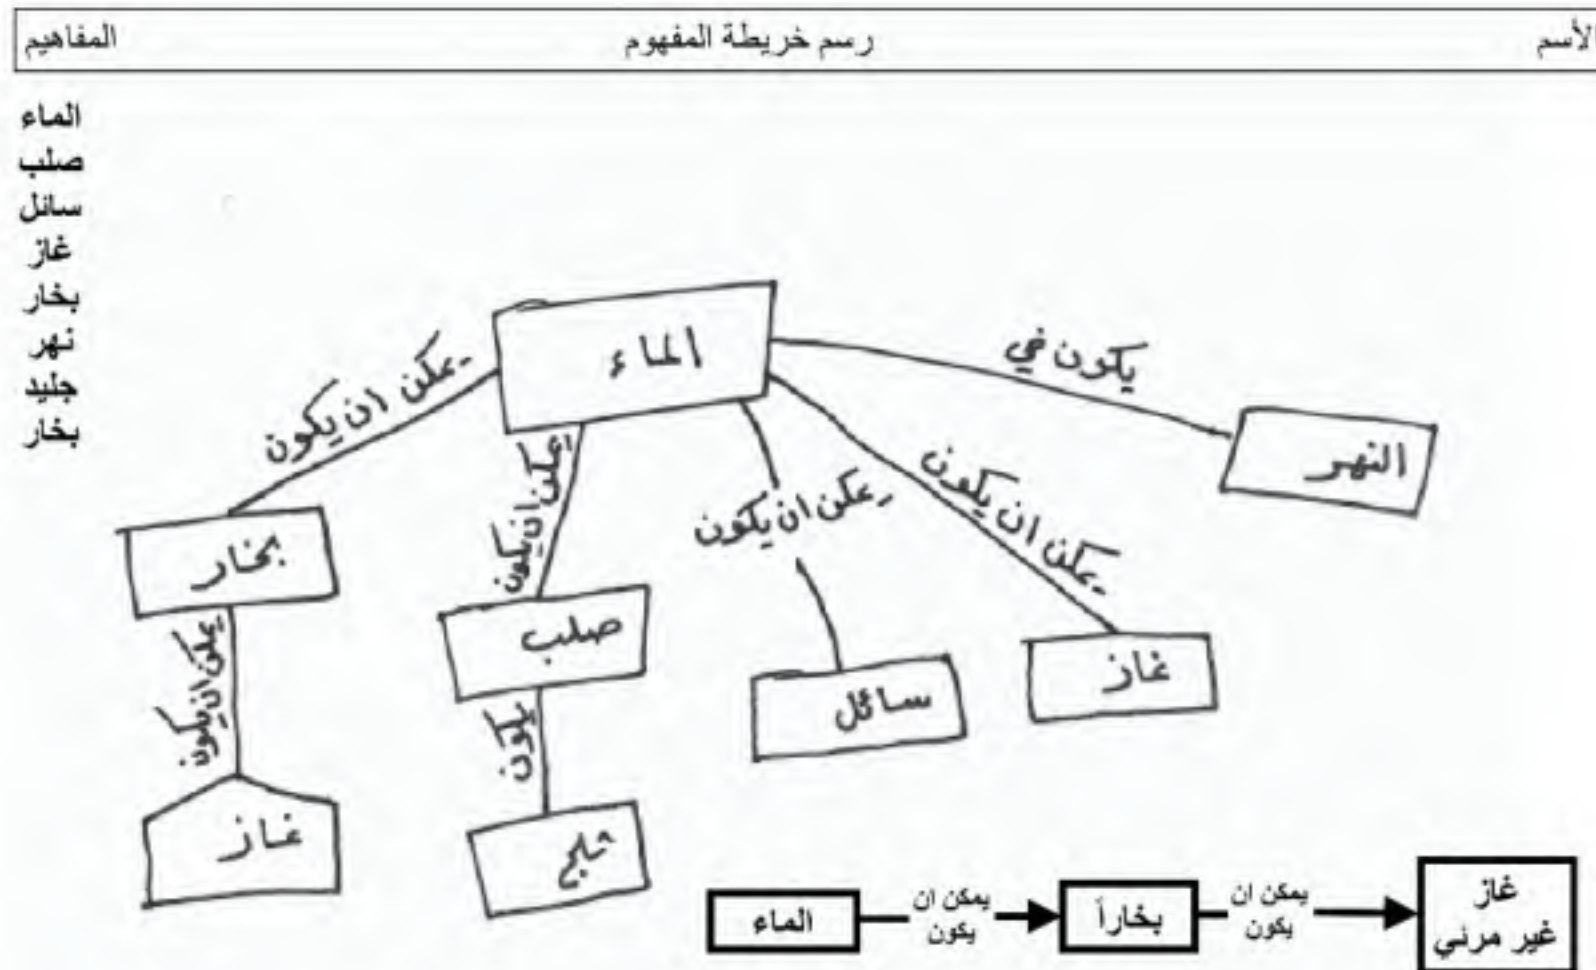 الأسم
رسم خريطة المفهوم
المفاهيم
الماء
صلب
سائل
غاز
بخار
نهر
جليد
بخار
الماء
يكون في
النهر
يمكن ان يكون
غاز
يمكن ان يكون
سائل
يمكن ان يكون
صلب
يكون
ثلج
يمكن ان يكون
بخار
يمكن ان يكون
غاز
الماء
يمكن ان
يكون
بخاراً
يمكن ان
يكون
غاز
غير مرئي